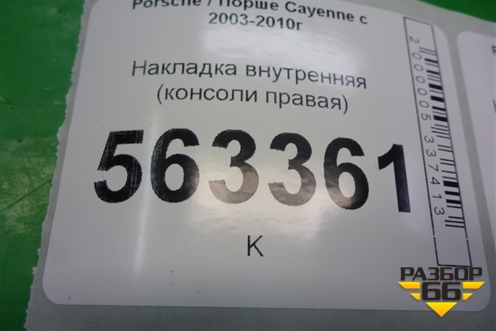 Porsche / Порше Cayenne с
2003-2010г
Накладка внутренняя
(консоли правая)
563361
К
2000005337413
РАЗБОР
66